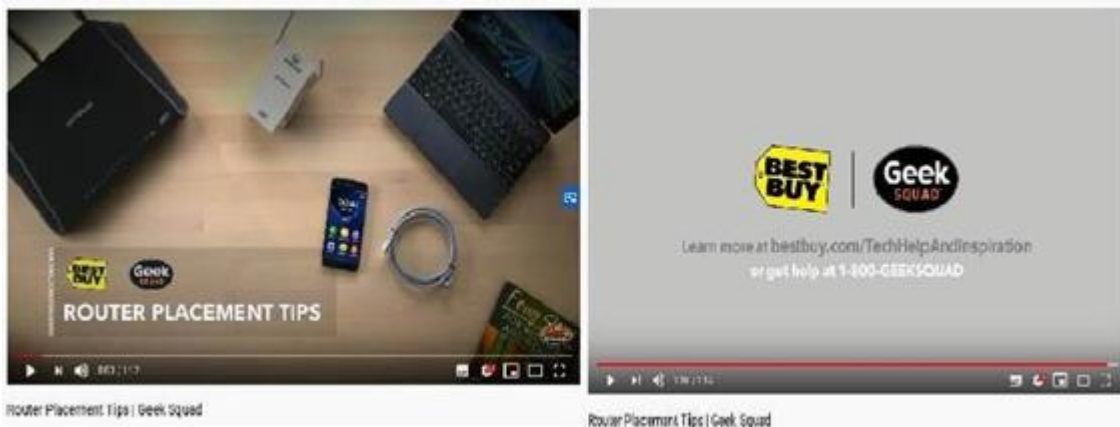 BEST BUY
Geek SQUAD
ROUTER PLACEMENT TIPS
Router Placement Tips | Geek Squad
BEST BUY
Geek SQUAD
Learn more at bestbuy.com/TechHelpAndInspiration
or get help at 1-800-GEEKSQUAD
Router Placement Tips | Geek Squad